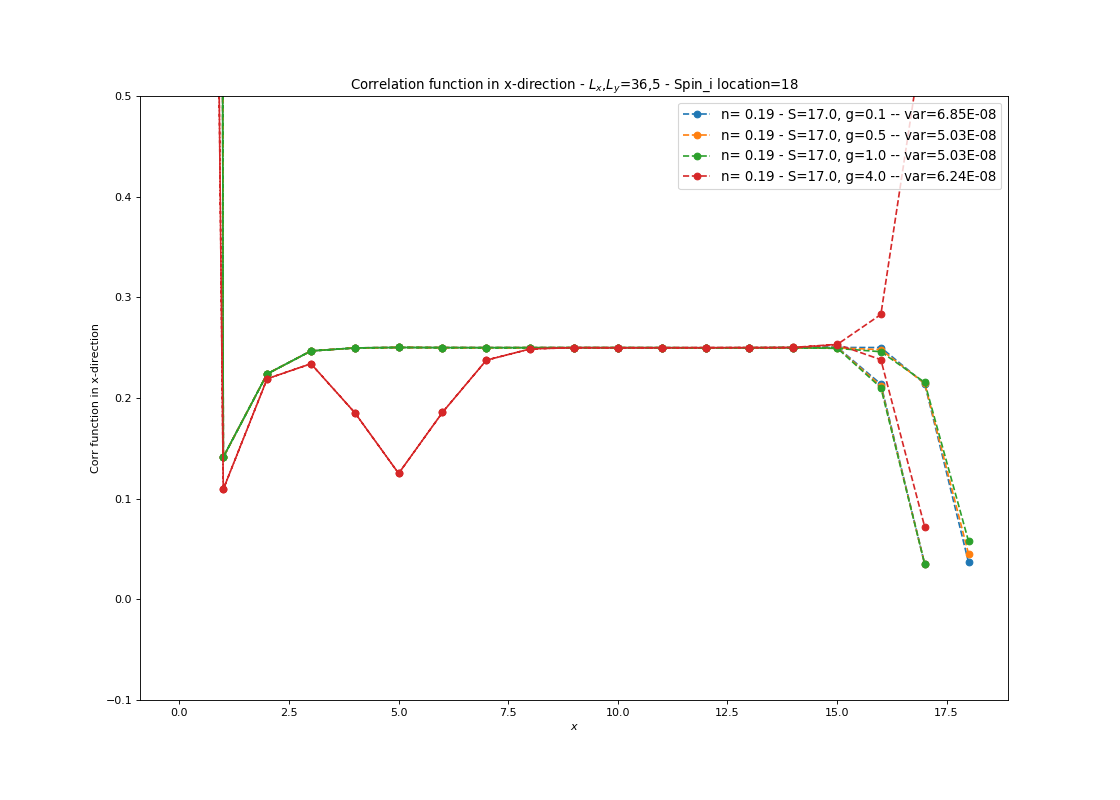 Correlation function in x-direction - Lx,Ly=36,5 - Spin_i location=18
n= 0.19 - S=17.0, g=0.1 -- var=6.85E-08
n= 0.19 - S=17.0, g=0.5 -- var=5.03E-08
n= 0.19 - S=17.0, g=1.0 -- var=5.03E-08
n= 0.19 - S=17.0, g=4.0 -- var=6.24E-08
Corr function in x-direction
0.5
0.4
0.3
0.2
0.1
0.0
−0.1
0.0 2.5 5.0 7.5 10.0 12.5 15.0 17.5
x